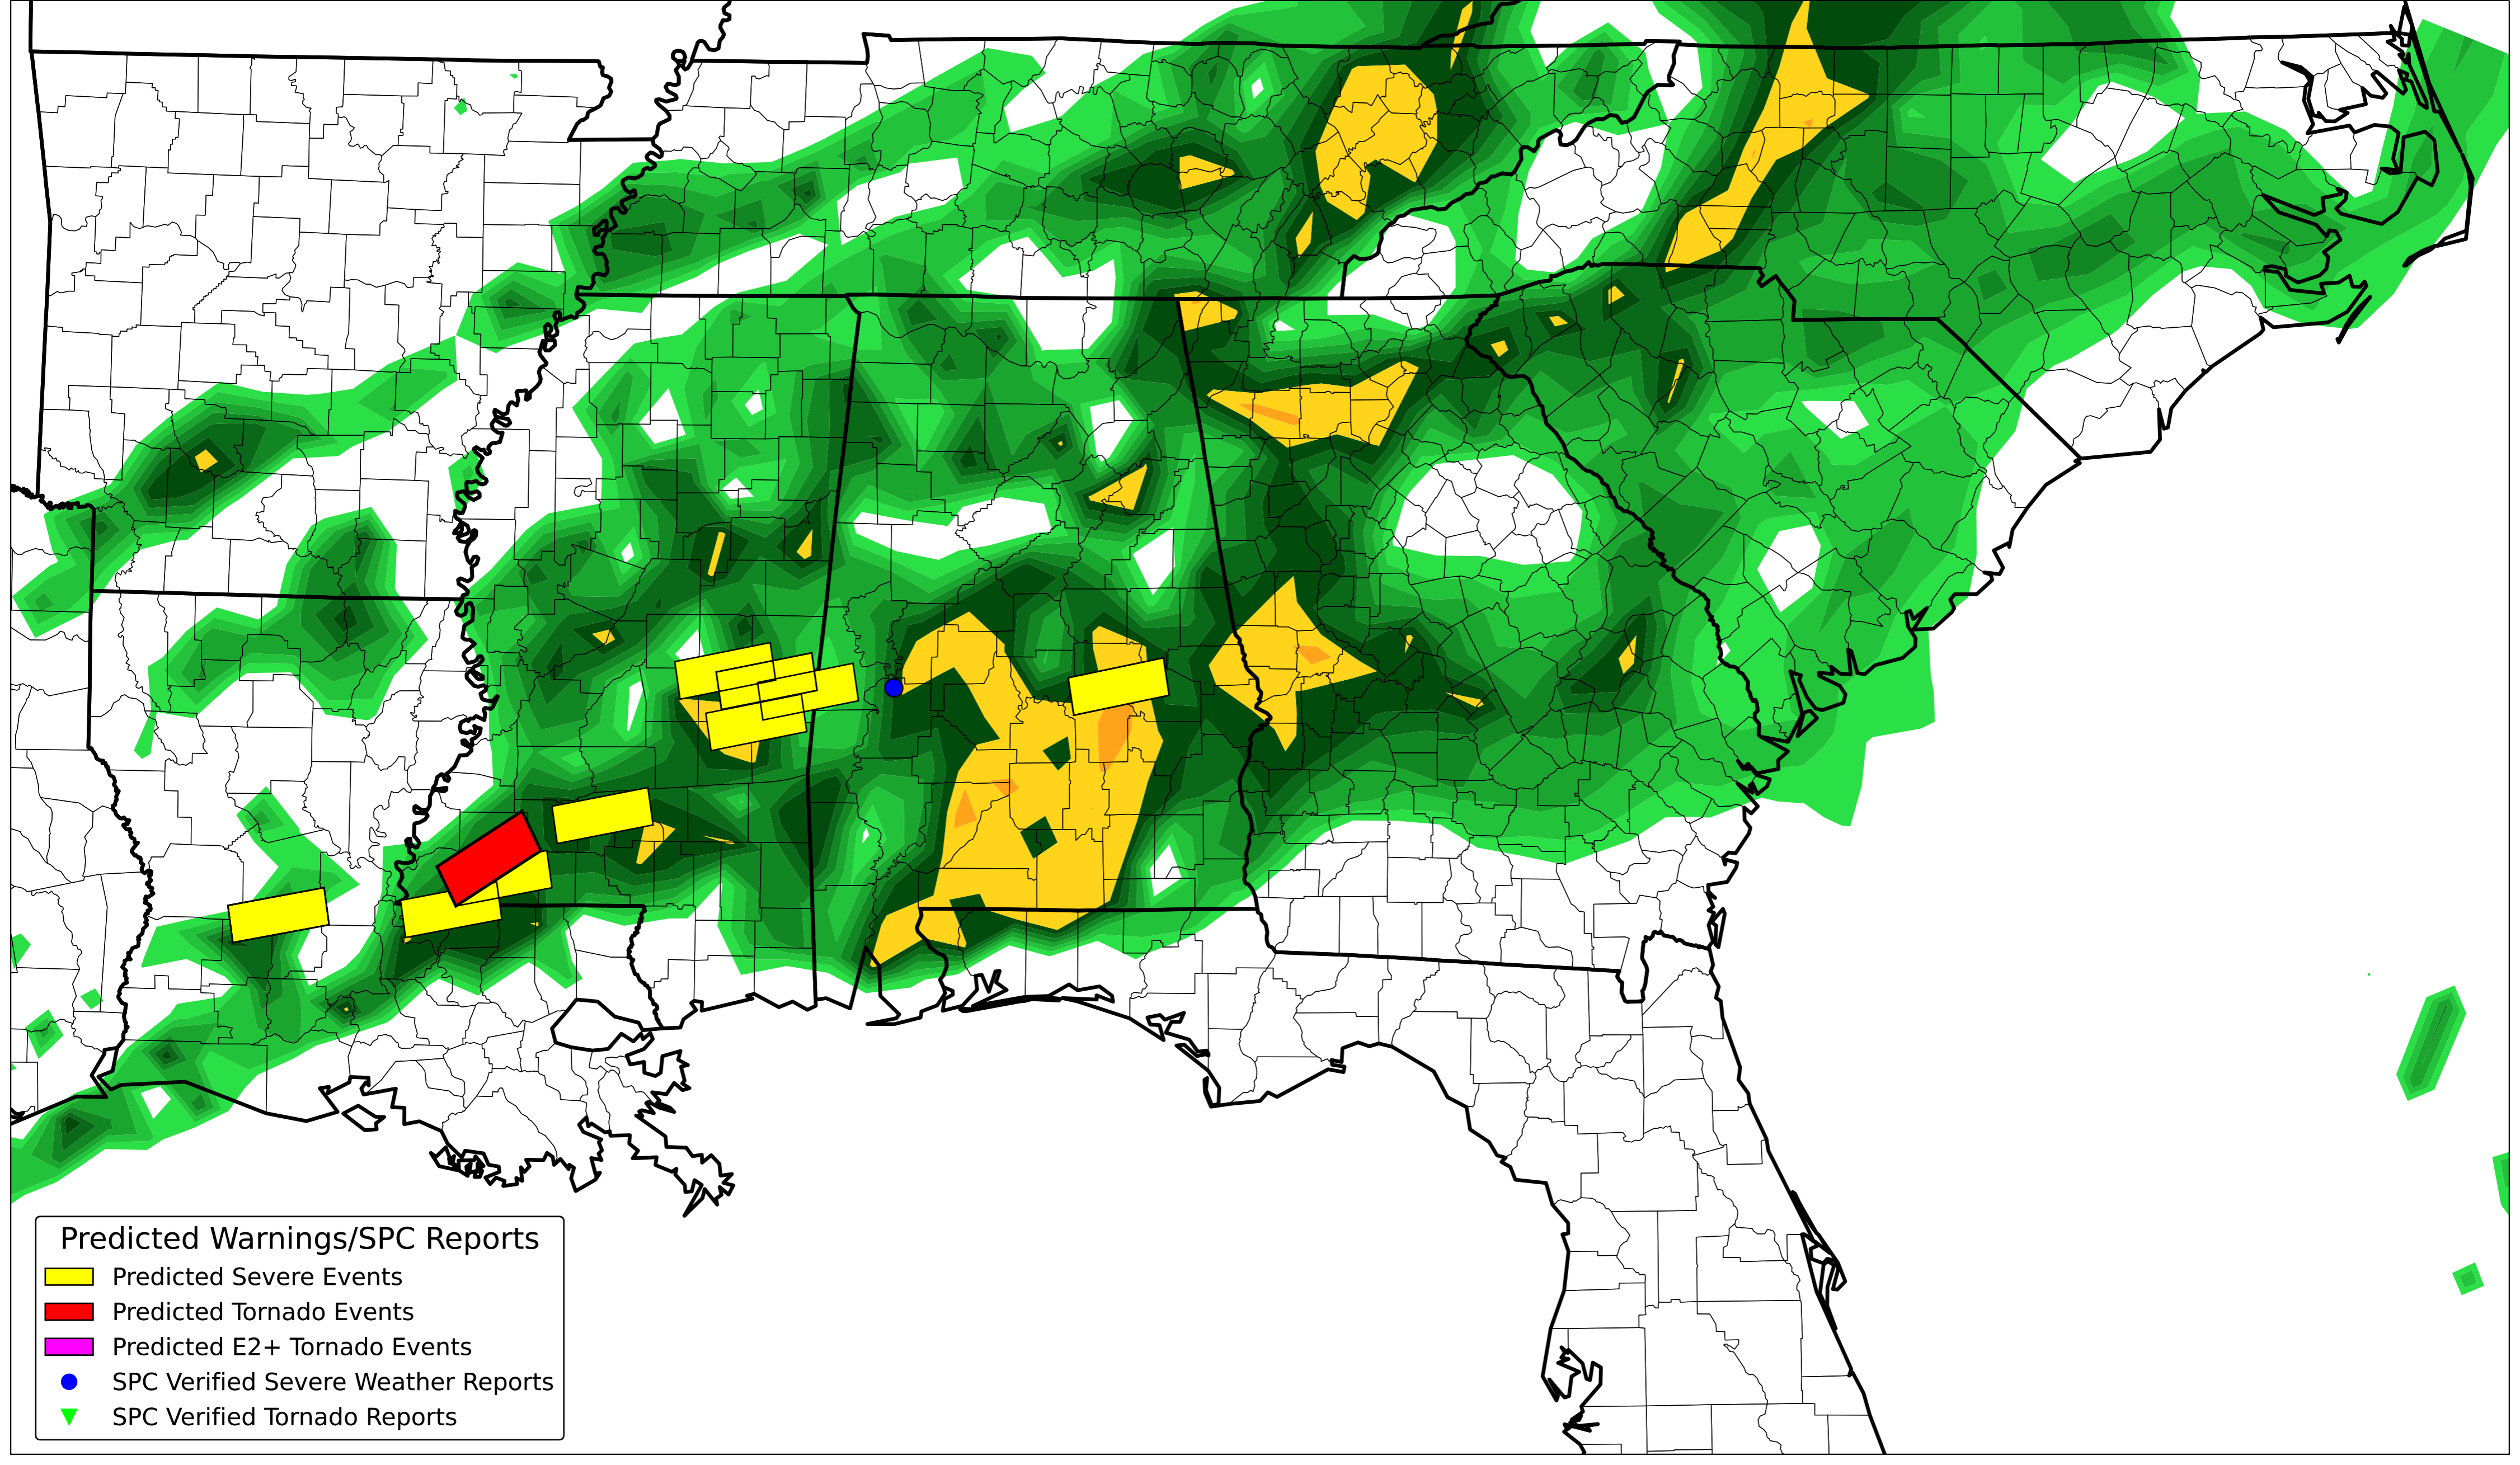 Predicted Warnings/SPC Reports
Predicted Severe Events
Predicted Tornado Events
Predicted E2+ Tornado Events
SPC Verified Severe Weather Reports
SPC Verified Tornado Reports